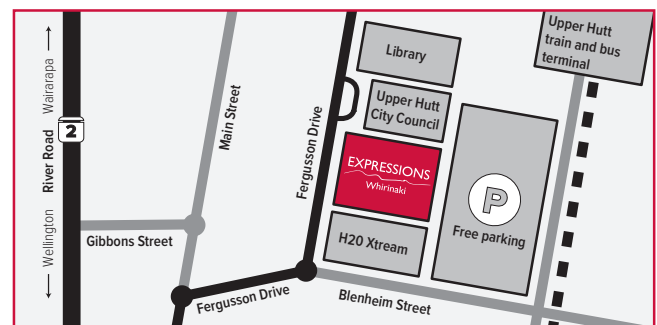 Upper Hutt
train and bus
terminal
Library
Wairarapa
Upper Hutt
City Council
Main Street
Fergusson Drive
2
River Road
EXPRESSIONS
Whirinaki
P
Free parking
Wellington
Gibbons Street
H20 Xtream
Fergusson Drive
Blenheim Street